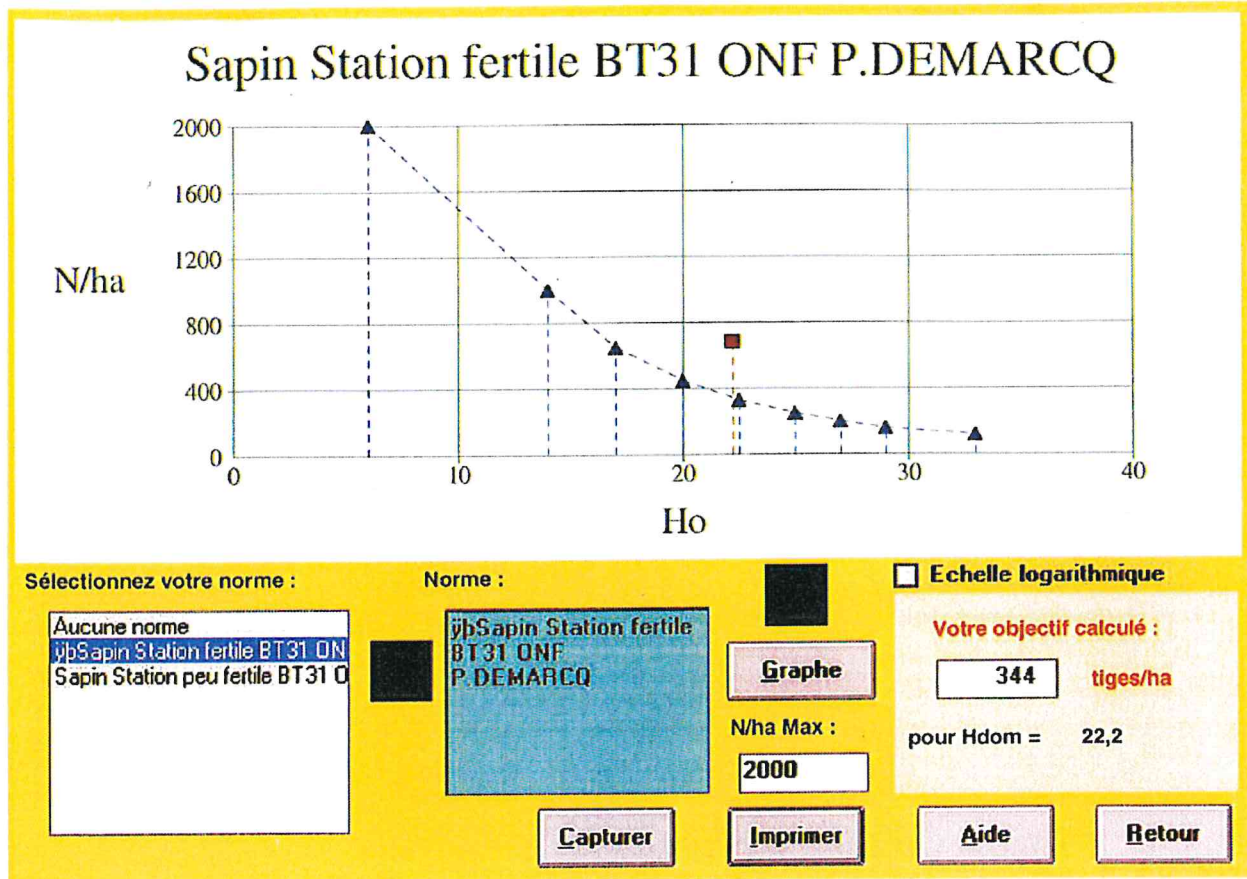 Sapin Station fertile BT31 ONF P.DEMARCQ
2000
1600
1200
800
400
0
N/ha
0 10 20 30 40
Ho
Sélectionnez votre norme :
Aucune norme
ÿþSapin Station fertile BT31 ON
Sapin Station peu fertile BT31 O
Norme :
ÿþSapin Station fertile
BT31 ONF
P.DEMARCQ
Graphe
N/ha Max :
2000
Echelle logarithmique
Votre objectif calculé :
344 tiges/ha
pour Hdom = 22,2
Capturer
Imprimer
Aide
Retour